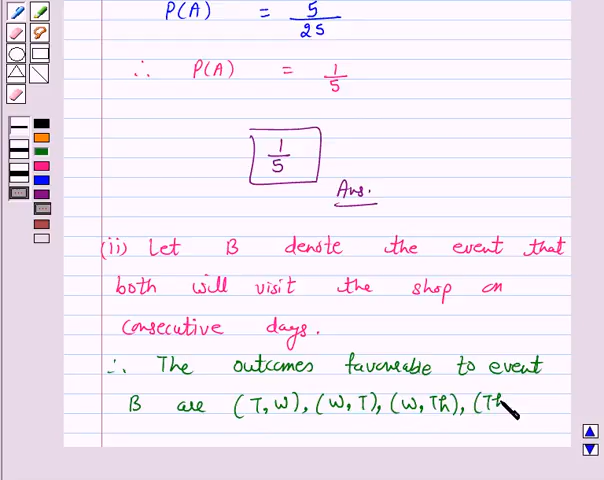 P(A) = 5/25
∴ P(A) = 1/5
1/5
Ans.
(ii) Let B denote the event that
both will visit the shop on
consecutive days.
∴ The outcomes favourable to event
B are (T, W), (W, T), (W, Th), (Th